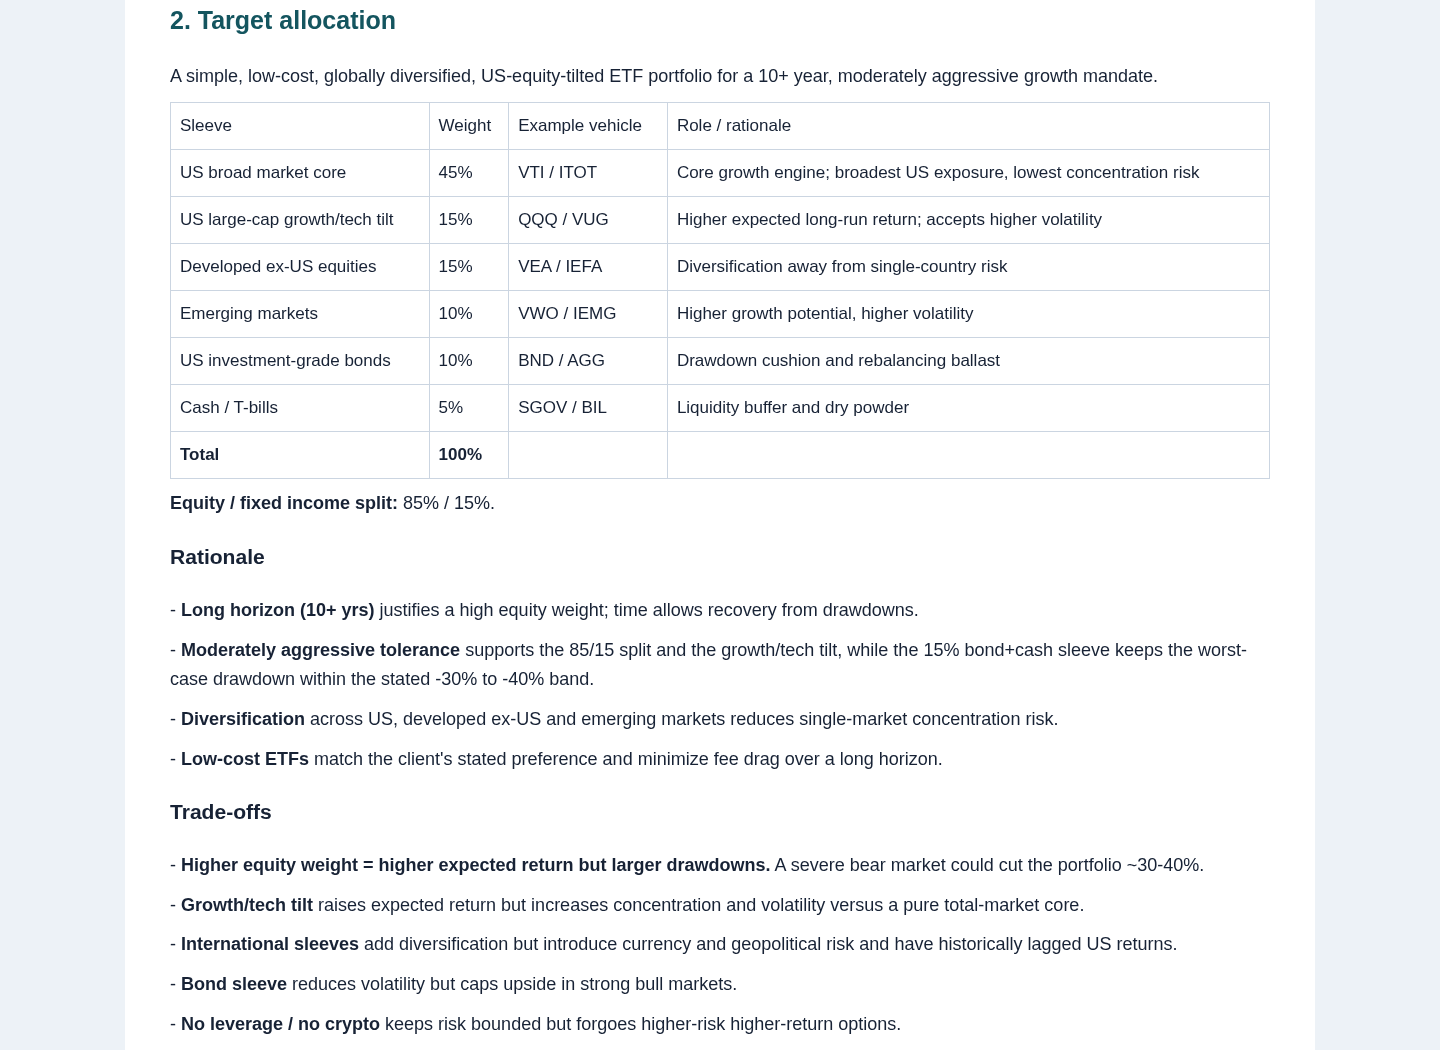 2. Target allocation
A simple, low-cost, globally diversified, US-equity-tilted ETF portfolio for a 10+ year, moderately aggressive growth mandate.
Sleeve Weight Example vehicle Role / rationale
US broad market core 45% VTI / ITOT Core growth engine; broadest US exposure, lowest concentration risk
US large-cap growth/tech tilt 15% QQQ / VUG Higher expected long-run return; accepts higher volatility
Developed ex-US equities 15% VEA / IEFA Diversification away from single-country risk
Emerging markets 10% VWO / IEMG Higher growth potential, higher volatility
US investment-grade bonds 10% BND / AGG Drawdown cushion and rebalancing ballast
Cash / T-bills 5% SGOV / BIL Liquidity buffer and dry powder
Total 100%
Equity / fixed income split: 85% / 15%.
Rationale
- Long horizon (10+ yrs) justifies a high equity weight; time allows recovery from drawdowns.
- Moderately aggressive tolerance supports the 85/15 split and the growth/tech tilt, while the 15% bond+cash sleeve keeps the worst-
case drawdown within the stated -30% to -40% band.
- Diversification across US, developed ex-US and emerging markets reduces single-market concentration risk.
- Low-cost ETFs match the client's stated preference and minimize fee drag over a long horizon.
Trade-offs
- Higher equity weight = higher expected return but larger drawdowns. A severe bear market could cut the portfolio ~30-40%.
- Growth/tech tilt raises expected return but increases concentration and volatility versus a pure total-market core.
- International sleeves add diversification but introduce currency and geopolitical risk and have historically lagged US returns.
- Bond sleeve reduces volatility but caps upside in strong bull markets.
- No leverage / no crypto keeps risk bounded but forgoes higher-risk higher-return options.